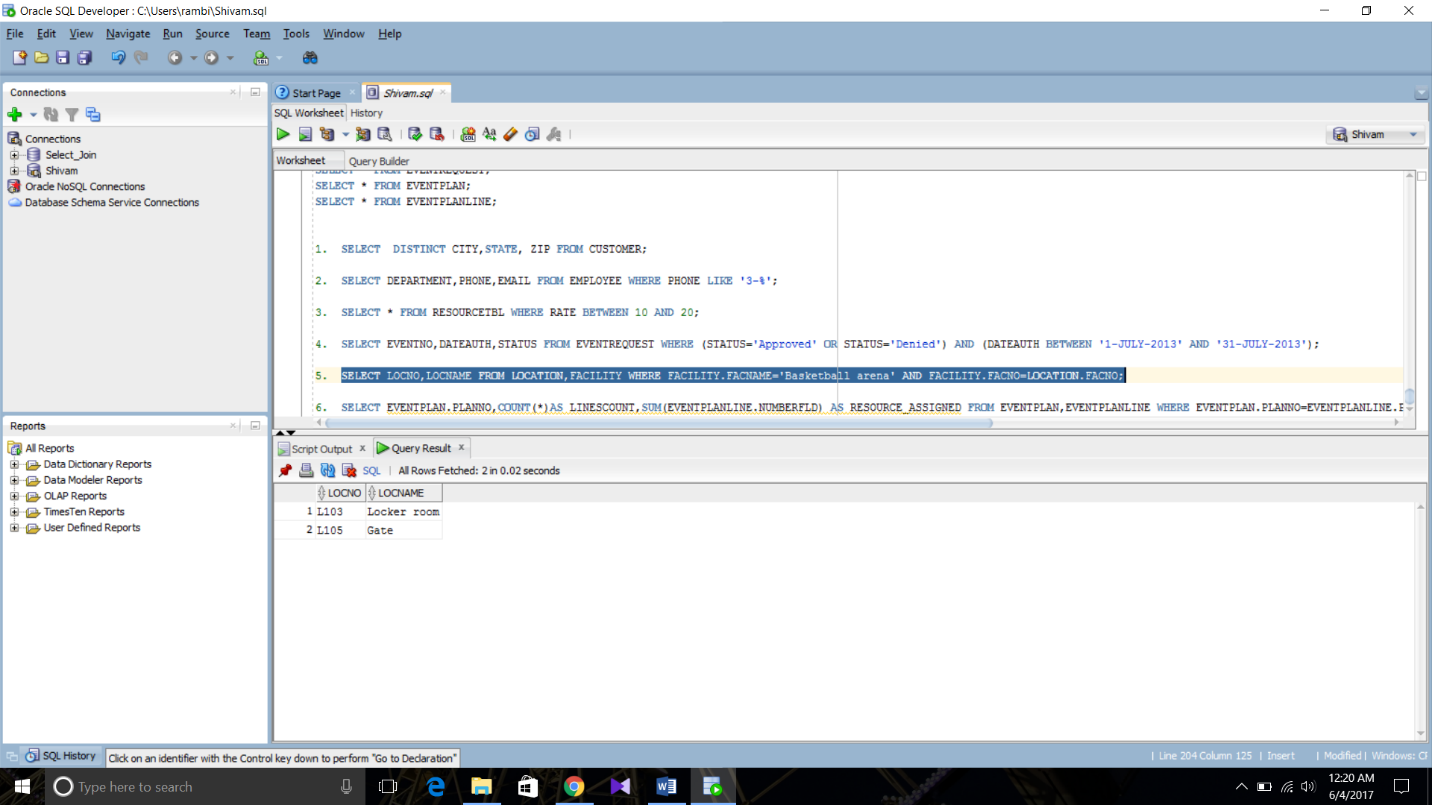 Oracle SQL Developer : C:\Users\rambi\Shivam.sql
File Edit View Navigate Run Source Team Tools Window Help
Connections
Connections
Select_Join
Shivam
Oracle NoSQL Connections
Database Schema Service Connections
Reports
All Reports
Data Dictionary Reports
Data Modeler Reports
OLAP Reports
TimesTen Reports
User Defined Reports
Start Page
Shivam.sql
SQL Worksheet History
Shivam
Worksheet Query Builder
SELECT * FROM EVENTREQUEST;
SELECT * FROM EVENTPLAN;
SELECT * FROM EVENTPLANLINE;
1. SELECT DISTINCT CITY,STATE, ZIP FROM CUSTOMER;
2. SELECT DEPARTMENT,PHONE,EMAIL FROM EMPLOYEE WHERE PHONE LIKE '3-%';
3. SELECT * FROM RESOURCETBL WHERE RATE BETWEEN 10 AND 20;
4. SELECT EVENTNO,DATEAUTH,STATUS FROM EVENTREQUEST WHERE (STATUS='Approved' OR STATUS='Denied') AND (DATEAUTH BETWEEN '1-JULY-2013' AND '31-JULY-2013');
5. SELECT LOCNO,LOCNAME FROM LOCATION,FACILITY WHERE FACILITY.FACNAME='Basketball arena' AND FACILITY.FACNO=LOCATION.FACNO;
6. SELECT EVENTPLAN.PLANNO,COUNT(*)AS LINESCOUNT,SUM(EVENTPLANLINE.NUMBERFLD) AS RESOURCE_ASSIGNED FROM EVENTPLAN,EVENTPLANLINE WHERE EVENTPLAN.PLANNO=EVENTPLANLINE.
Script Output x Query Result x
SQL | All Rows Fetched: 2 in 0.02 seconds
LOCNO LOCNAME
1 L103 Locker room
2 L105 Gate
SQL History
Click on an identifier with the Control key down to perform "Go to Declaration"
| Line 204 Column 125 | Insert | Modified | Windows:
Type here to search
12:20 AM
6/4/2017